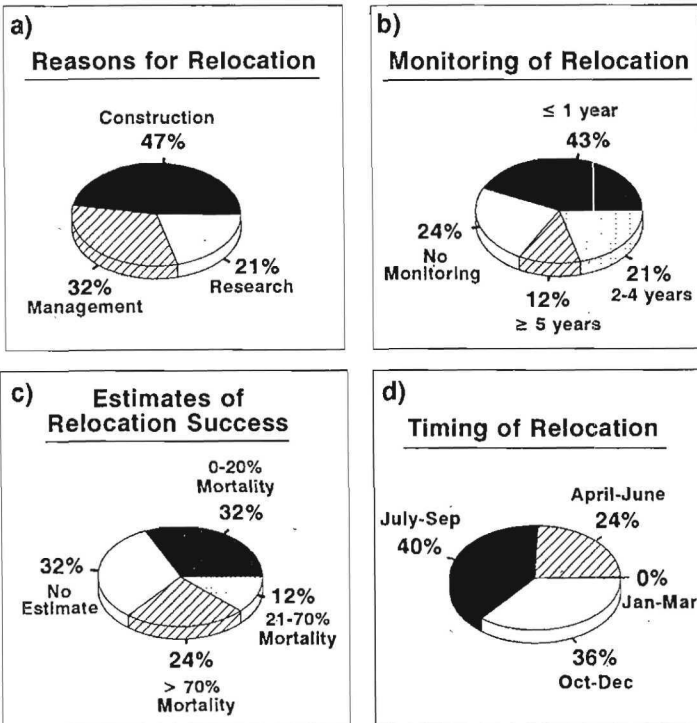 a)
Reasons for Relocation
Construction
47%
21%
Research
32%
Management
b)
Monitoring of Relocation
≤ 1 year
43%
24%
No
Monitoring
21%
2-4 years
12%
≥ 5 years
c)
Estimates of
Relocation Success
0-20%
Mortality
32%
32%
No
Estimate
12%
21-70%
Mortality
24%
> 70%
Mortality
d)
Timing of Relocation
April-June
24%
July-Sep
40%
0%
Jan-Mar
36%
Oct-Dec